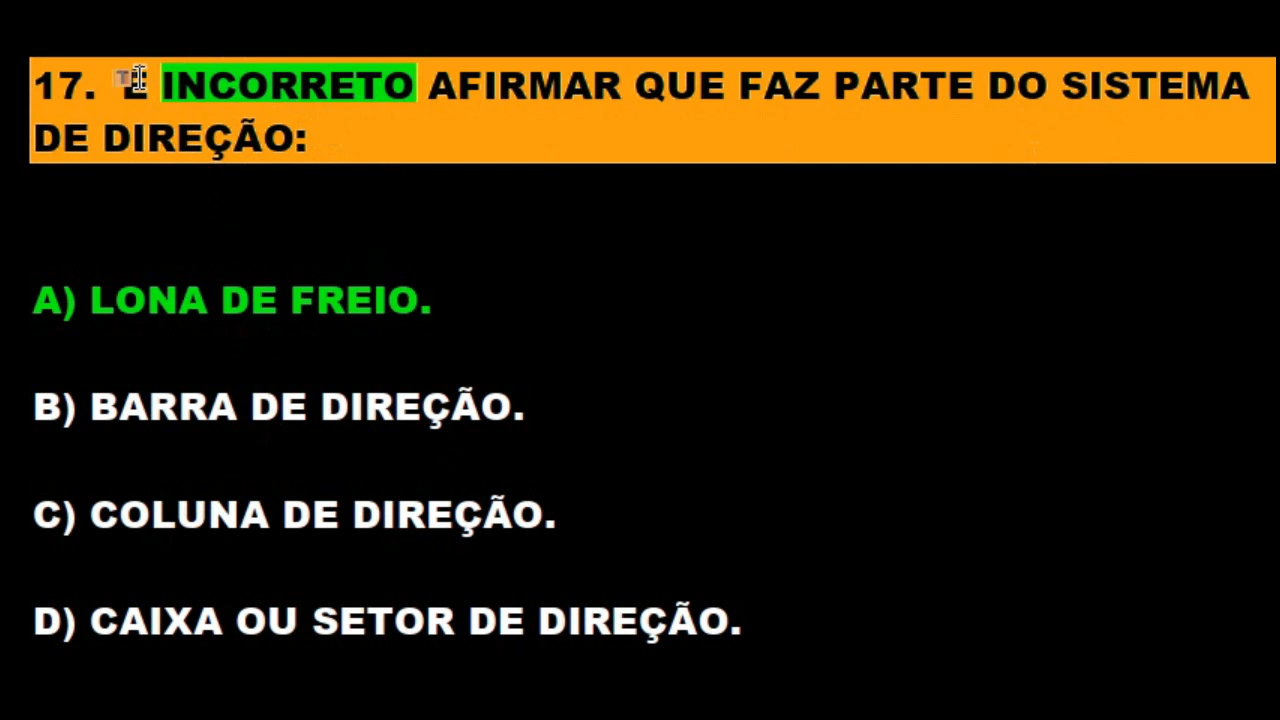 17. É INCORRETO AFIRMAR QUE FAZ PARTE DO SISTEMA
DE DIREÇÃO:
A) LONA DE FREIO.
B) BARRA DE DIREÇÃO.
C) COLUNA DE DIREÇÃO.
D) CAIXA OU SETOR DE DIREÇÃO.